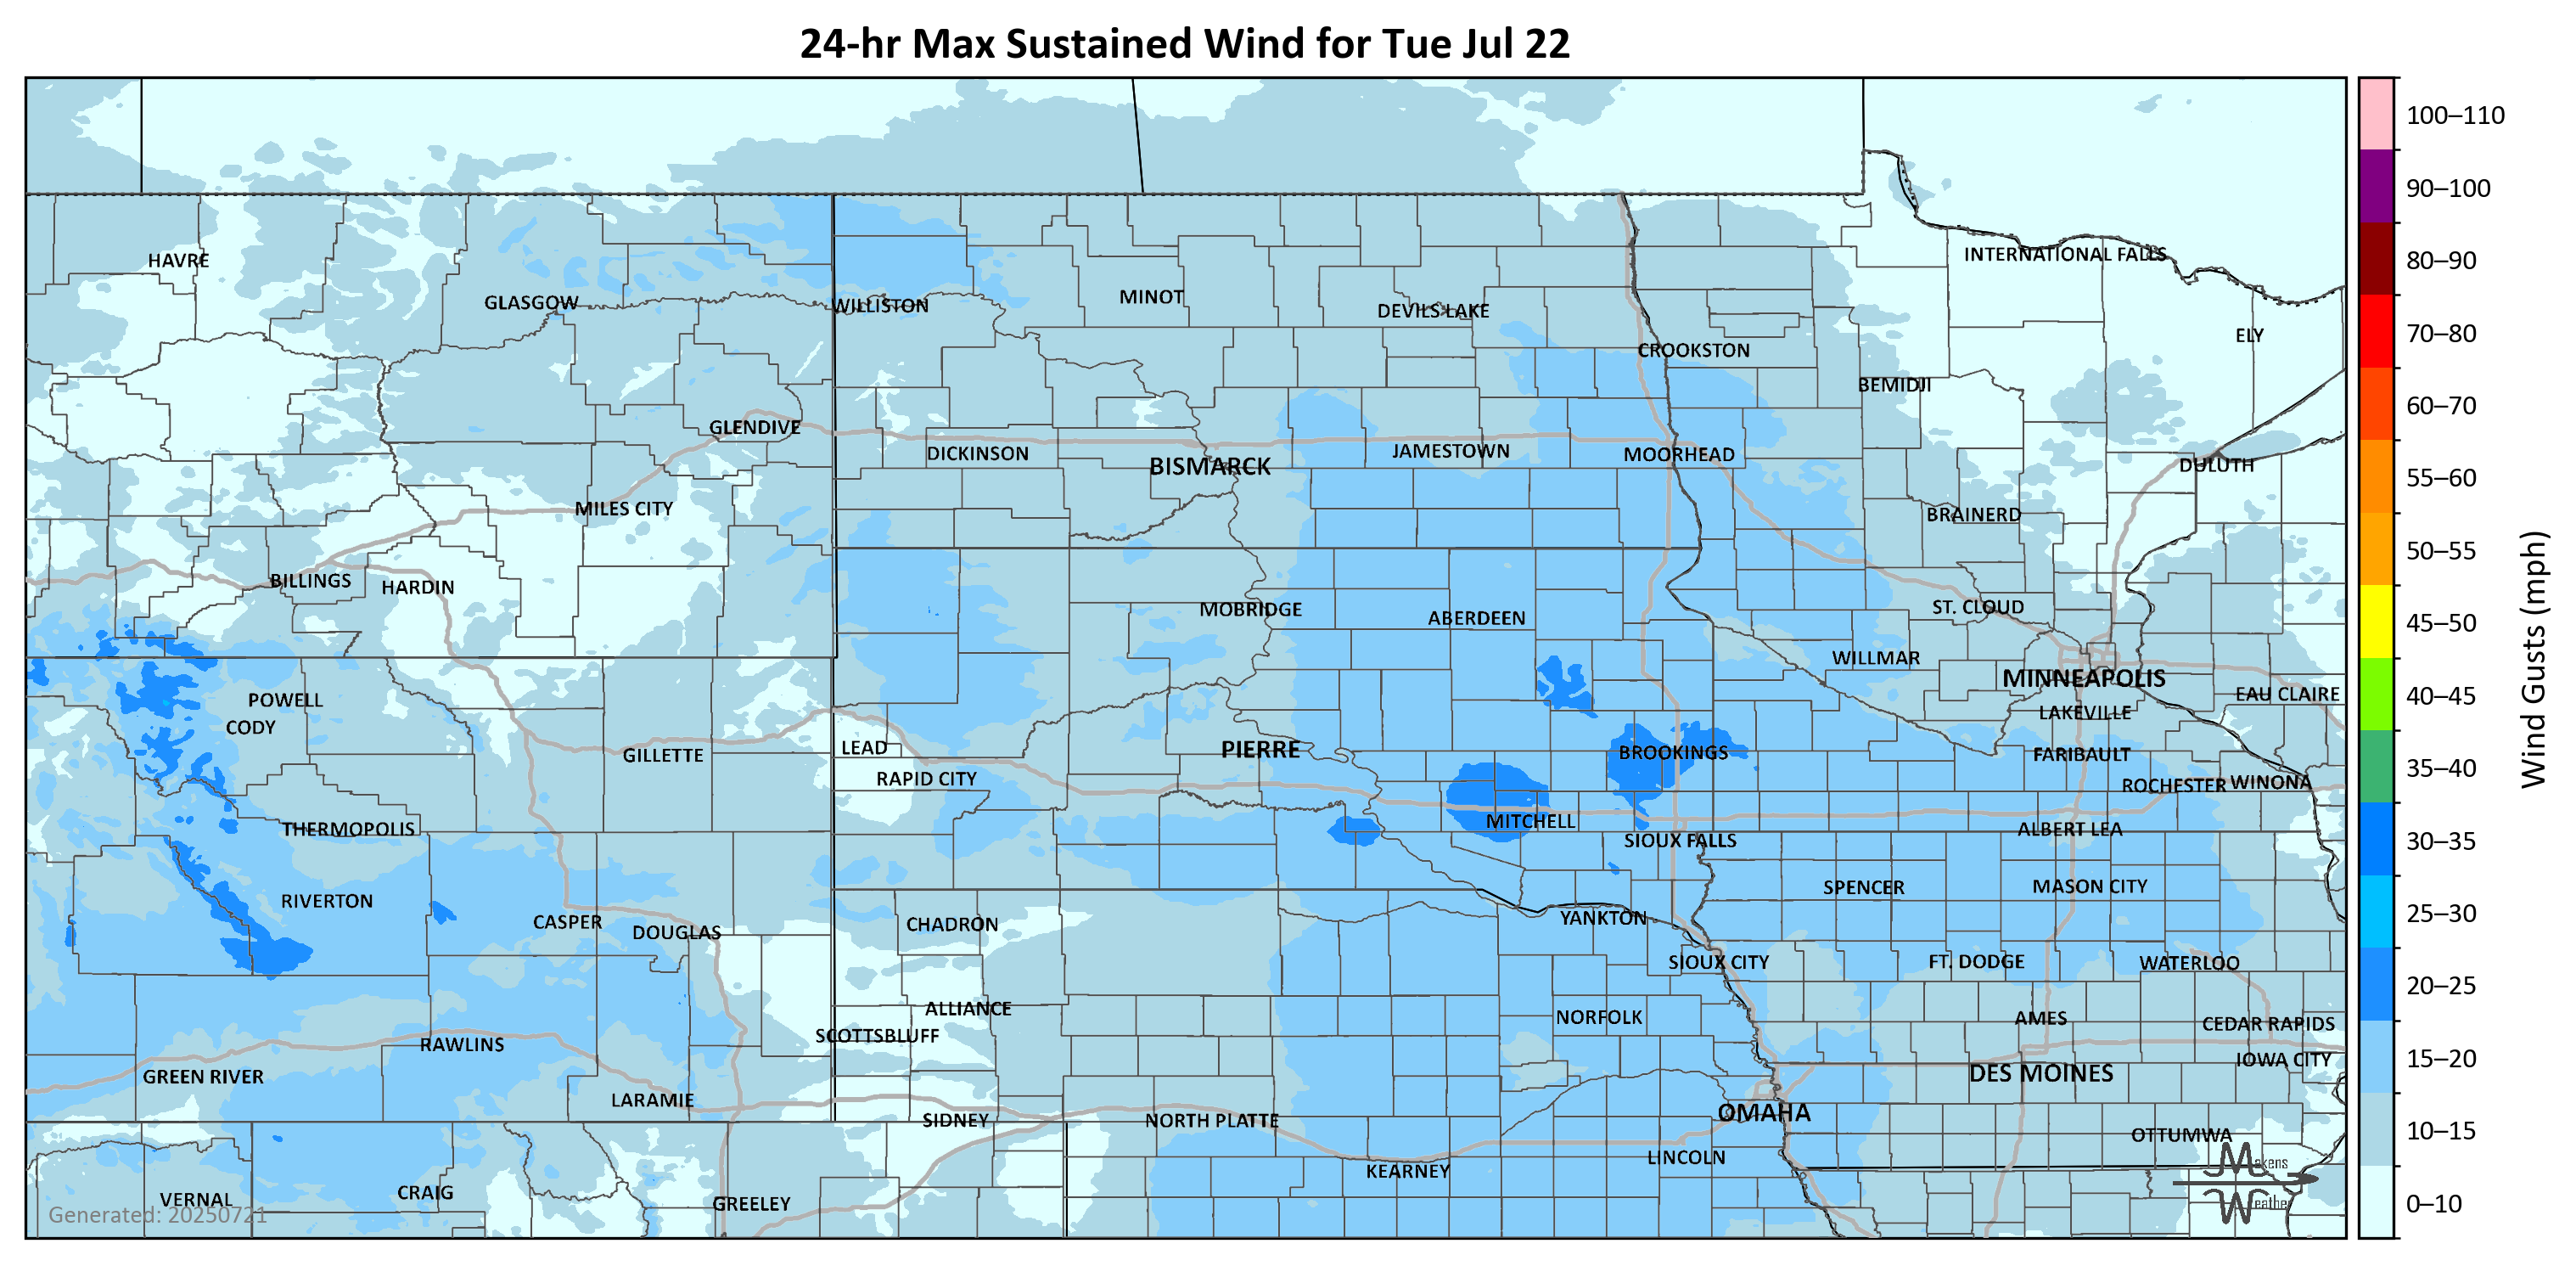 24-hr Max Sustained Wind for Tue Jul 22
100–110
90–100
80–90
70–80
60–70
55–60
50–55
45–50
40–45
35–40
30–35
25–30
20–25
15–20
10–15
0–10
Wind Gusts (mph)
HAVRE
INTERNATIONAL FALLS
GLASGOW
WILLISTON
MINOT
DEVILS LAKE
ELY
CROOKSTON
BEMIDJI
GLENDIVE
DICKINSON
BISMARCK
JAMESTOWN
MOORHEAD
DULUTH
MILES CITY
BRAINERD
BILLINGS
HARDIN
MOBRIDGE
ABERDEEN
ST. CLOUD
WILLMAR
MINNEAPOLIS
EAU CLAIRE
POWELL
CODY
LAKEVILLE
GILLETTE
LEAD
PIERRE
BROOKINGS
FARIBAULT
RAPID CITY
ROCHESTER
WINONA
THERMOPOLIS
MITCHELL
SIOUX FALLS
ALBERT LEA
RIVERTON
SPENCER
MASON CITY
CASPER
DOUGLAS
CHADRON
YANKTON
SIOUX CITY
FT. DODGE
WATERLOO
ALLIANCE
NORFOLK
AMES
CEDAR RAPIDS
SCOTTSBLUFF
RAWLINS
IOWA CITY
GREEN RIVER
DES MOINES
LARAMIE
SIDNEY
NORTH PLATTE
OMAHA
OTTUMWA
KEARNEY
LINCOLN
VERNAL
CRAIG
GREELEY
Makens
Weather
Generated: 20250721